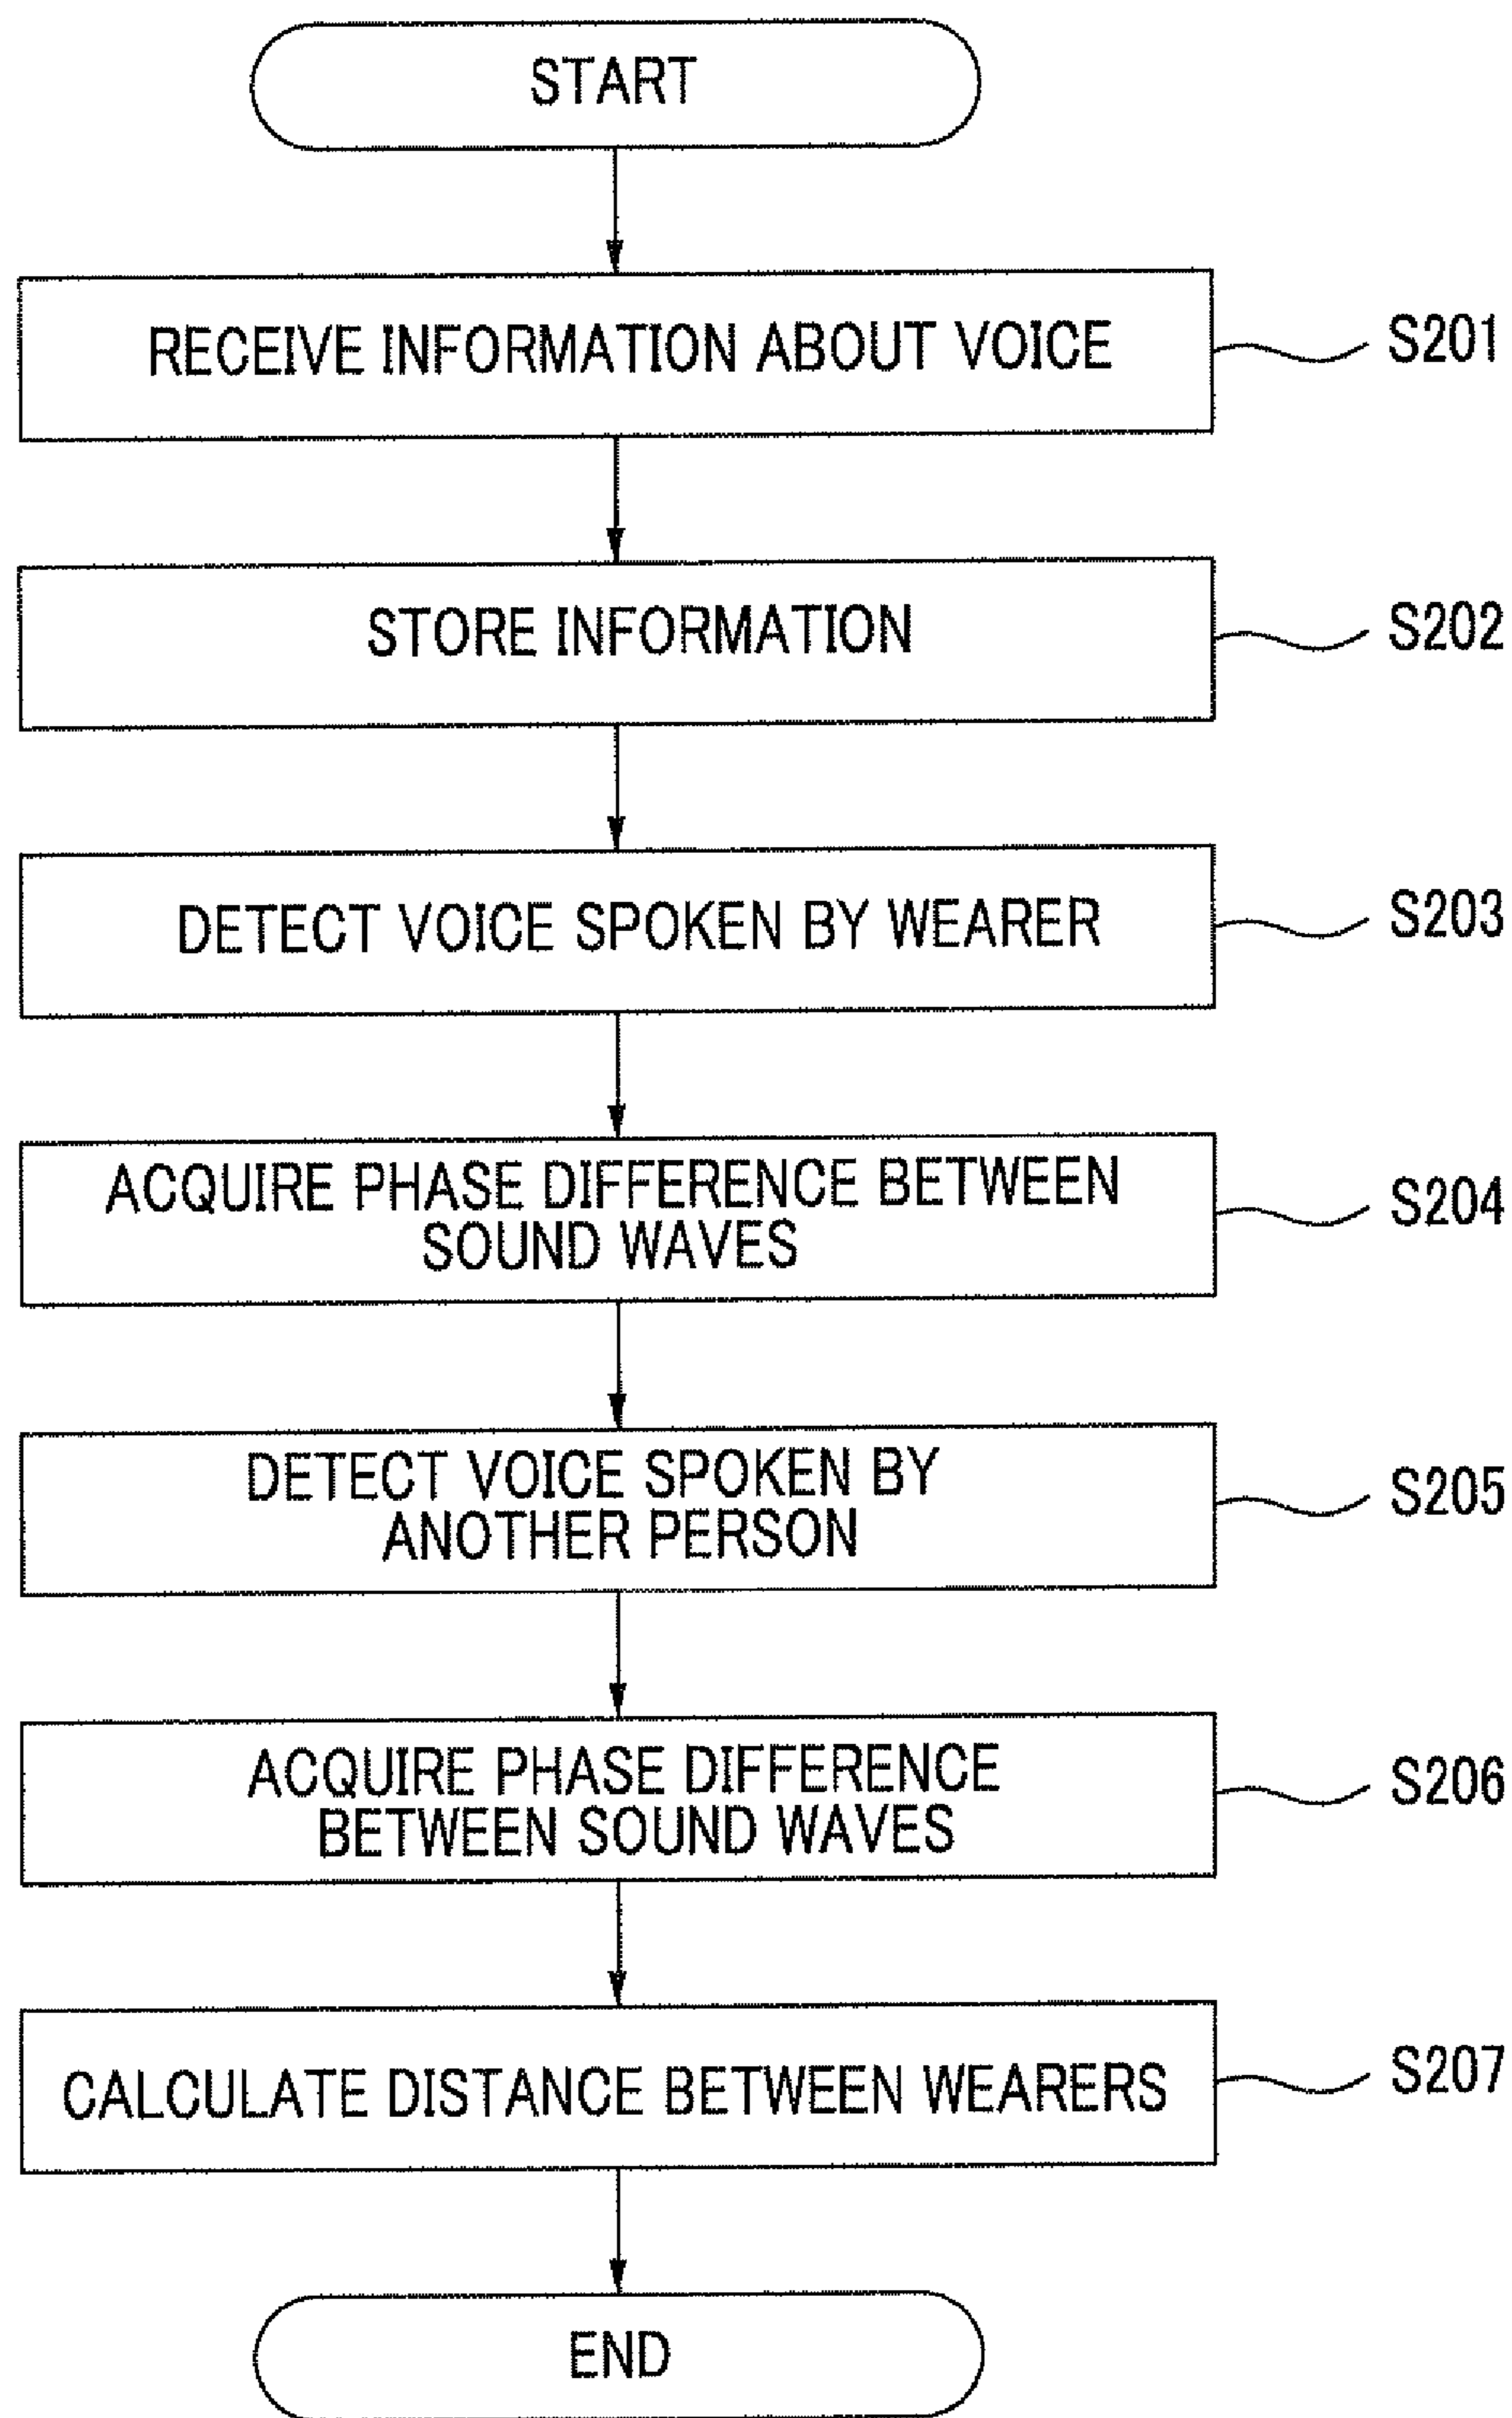 START
RECEIVE INFORMATION ABOUT VOICE
S201
STORE INFORMATION
S202
DETECT VOICE SPOKEN BY WEARER
S203
ACQUIRE PHASE DIFFERENCE BETWEEN
SOUND WAVES
S204
DETECT VOICE SPOKEN BY
ANOTHER PERSON
S205
ACQUIRE PHASE DIFFERENCE
BETWEEN SOUND WAVES
S206
CALCULATE DISTANCE BETWEEN WEARERS
S207
END